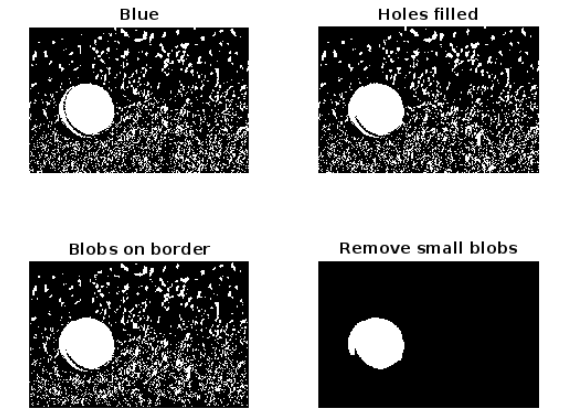 Blue
Holes filled
Blobs on border
Remove small blobs